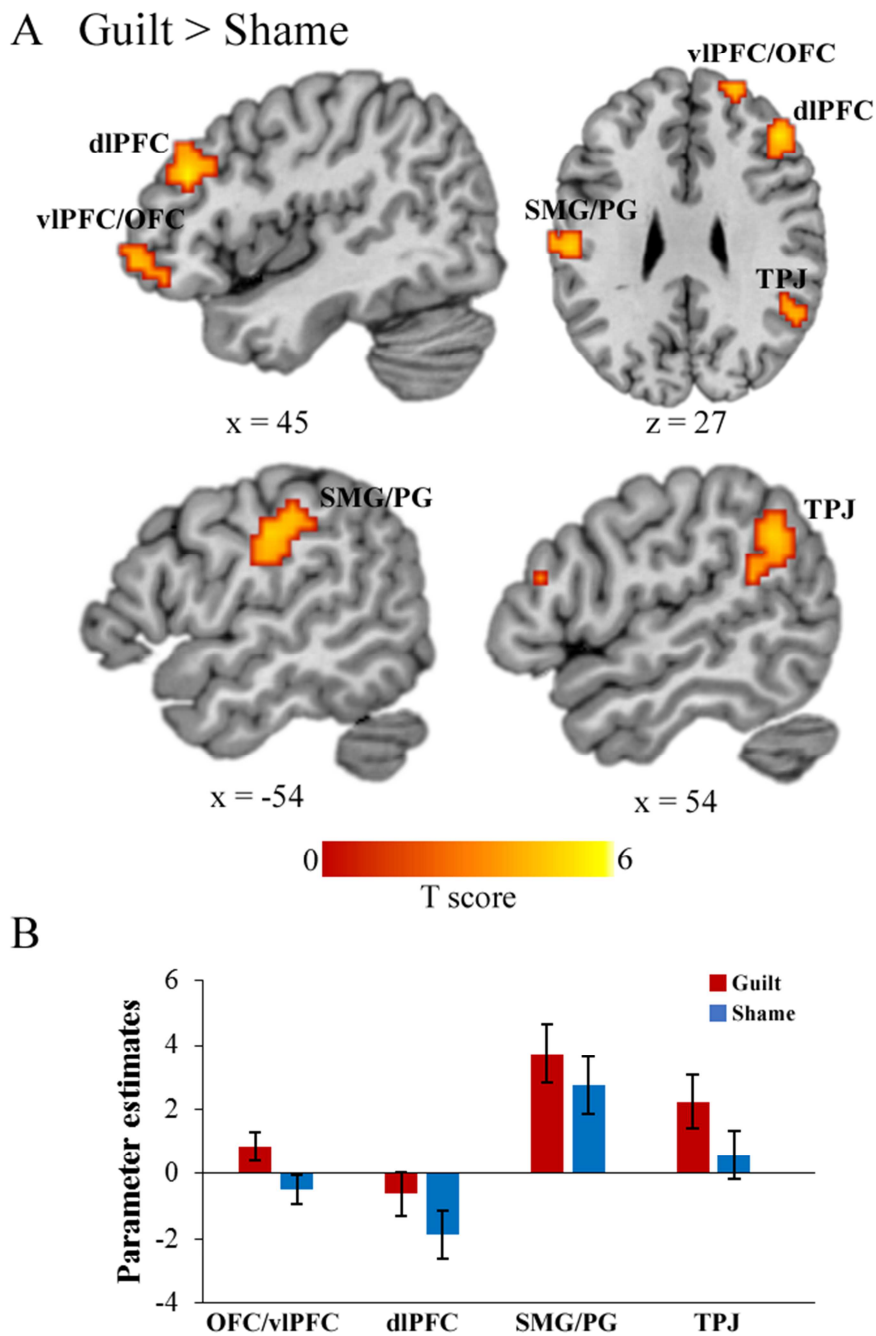 A Guilt > Shame
dlPFC
vlPFC/OFC
x = 45
vlPFC/OFC
dlPFC
SMG/PG
TPJ
z = 27
SMG/PG
x = -54
TPJ
x = 54
0 6
T score
B
Parameter estimates
6
4
2
0
-2
-4
Guilt
Shame
OFC/vlPFC dlPFC SMG/PG TPJ